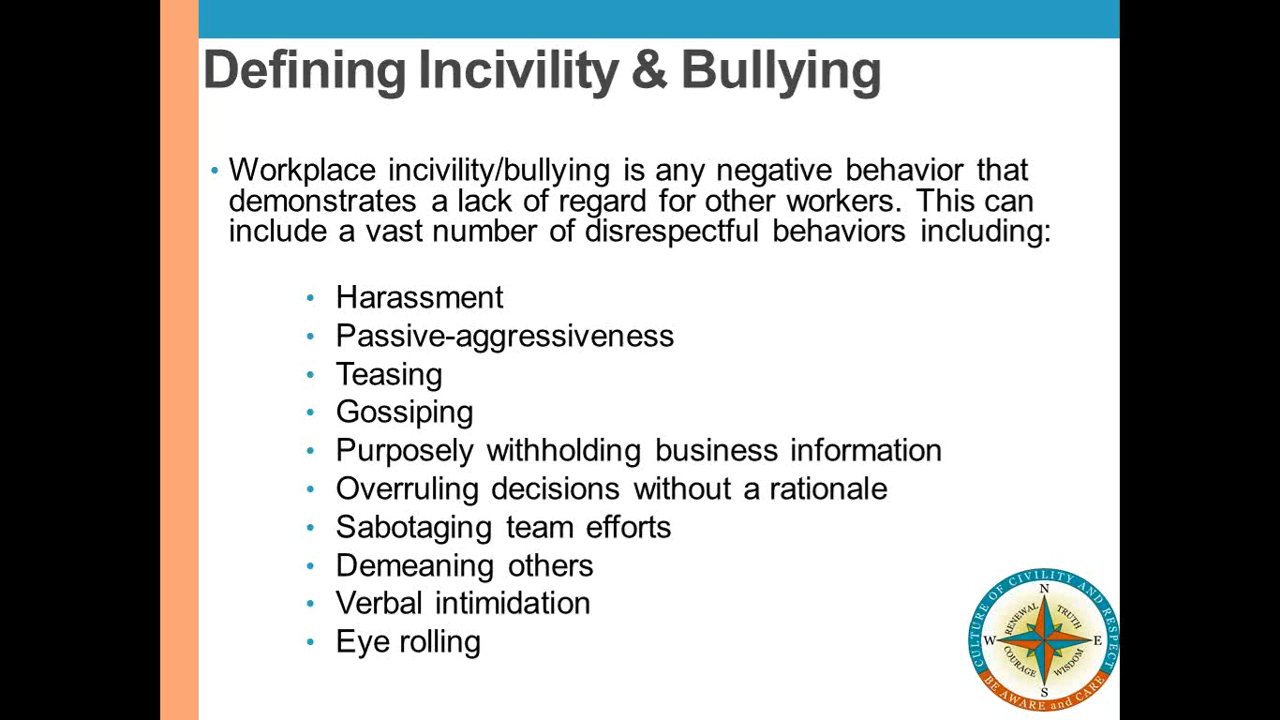 Defining Incivility & Bullying
• Workplace incivility/bullying is any negative behavior that
demonstrates a lack of regard for other workers. This can
include a vast number of disrespectful behaviors including:
• Harassment
• Passive-aggressiveness
• Teasing
• Gossiping
• Purposely withholding business information
• Overruling decisions without a rationale
• Sabotaging team efforts
• Demeaning others
• Verbal intimidation
• Eye rolling
CULTURE OF CIVILITY AND RESPECT
N
RENEWAL TRUTH
W E
COURAGE WISDOM
S
BE AWARE and CARE